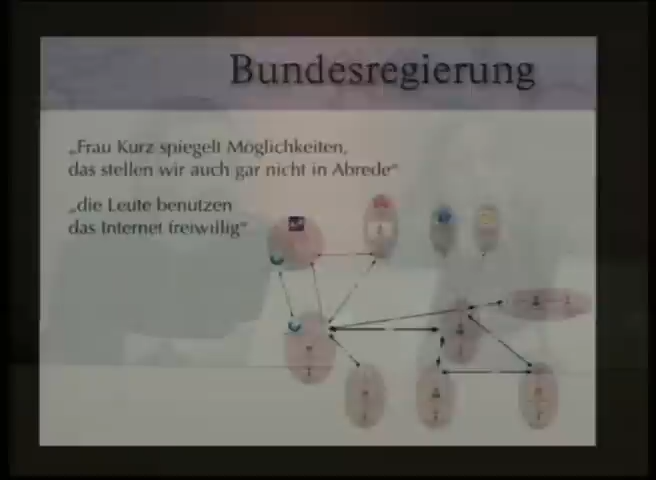 Bundesregierung
„Frau Kurz spiegelt Möglichkeiten,
das stellen wir auch gar nicht in Abrede“
„die Leute benutzen
das Internet freiwillig“